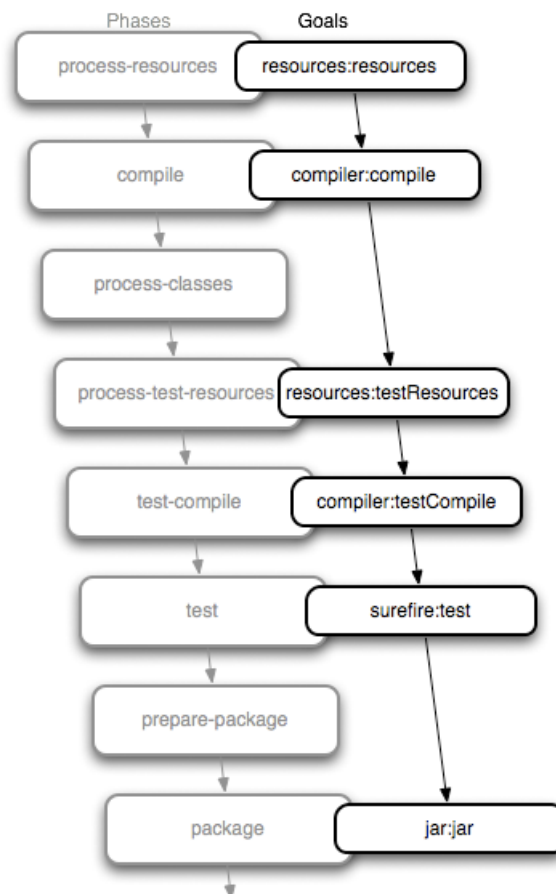 Phases Goals
process-resources resources:resources
compile compiler:compile
process-classes
process-test-resources resources:testResources
test-compile compiler:testCompile
test surefire:test
prepare-package
package jar:jar